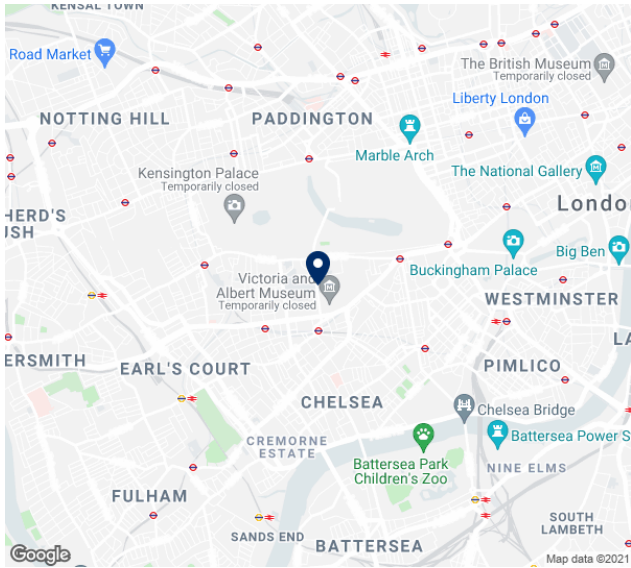 KENSAL TOWN
Road Market
The British Museum
Temporarily closed
Liberty London
NOTTING HILL
PADDINGTON
Marble Arch
The National Gallery
Kensington Palace
Temporarily closed
HERD'S
USH
Londo
Big Ben
Buckingham Palace
Victoria and
Albert Museum
Temporarily closed
WESTMINSTER
LA
ERSMITH
EARL'S COURT
PIMLICO
CHELSEA
Chelsea Bridge
CREMORNE
ESTATE
Battersea Power S
Battersea Park
Children's Zoo
NINE ELMS
FULHAM
SOUTH
LAMBETH
SANDS END
BATTERSEA
Google
Map data ©2021